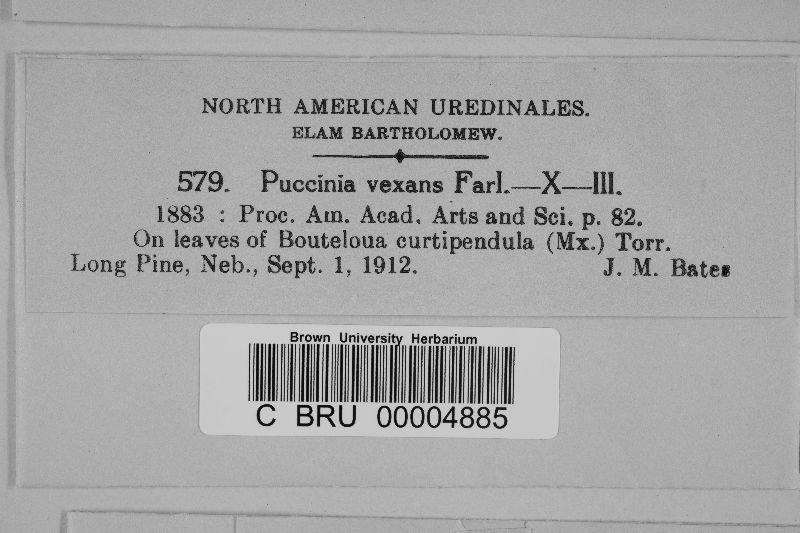 NORTH AMERICAN UREDINALES.
ELAM BARTHOLOMEW.
579. Puccinia vexans Farl.—X—III.
1883 : Proc. Am. Acad. Arts and Sci. p. 82.
On leaves of Bouteloua curtipendula (Mx.) Torr.
Long Pine, Neb., Sept. 1, 1912. J. M. Bates
Brown University Herbarium
C BRU 00004885